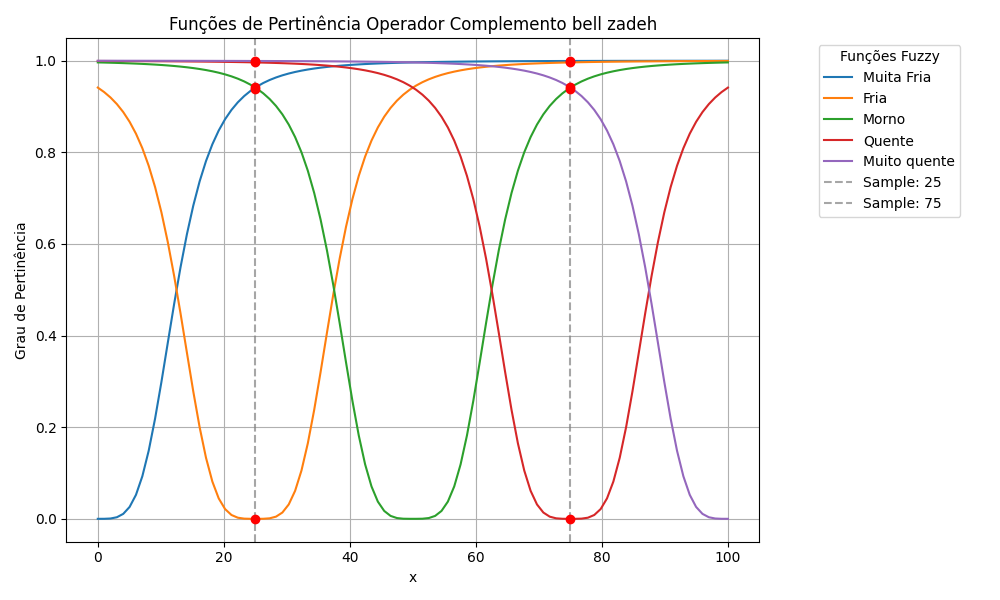 Funções de Pertinência Operador Complemento bell zadeh
Grau de Pertinência
1.0
0.8
0.6
0.4
0.2
0.0
0
20
40
60
80
100
x
Funções Fuzzy
Muita Fria
Fria
Morno
Quente
Muito quente
Sample: 25
Sample: 75